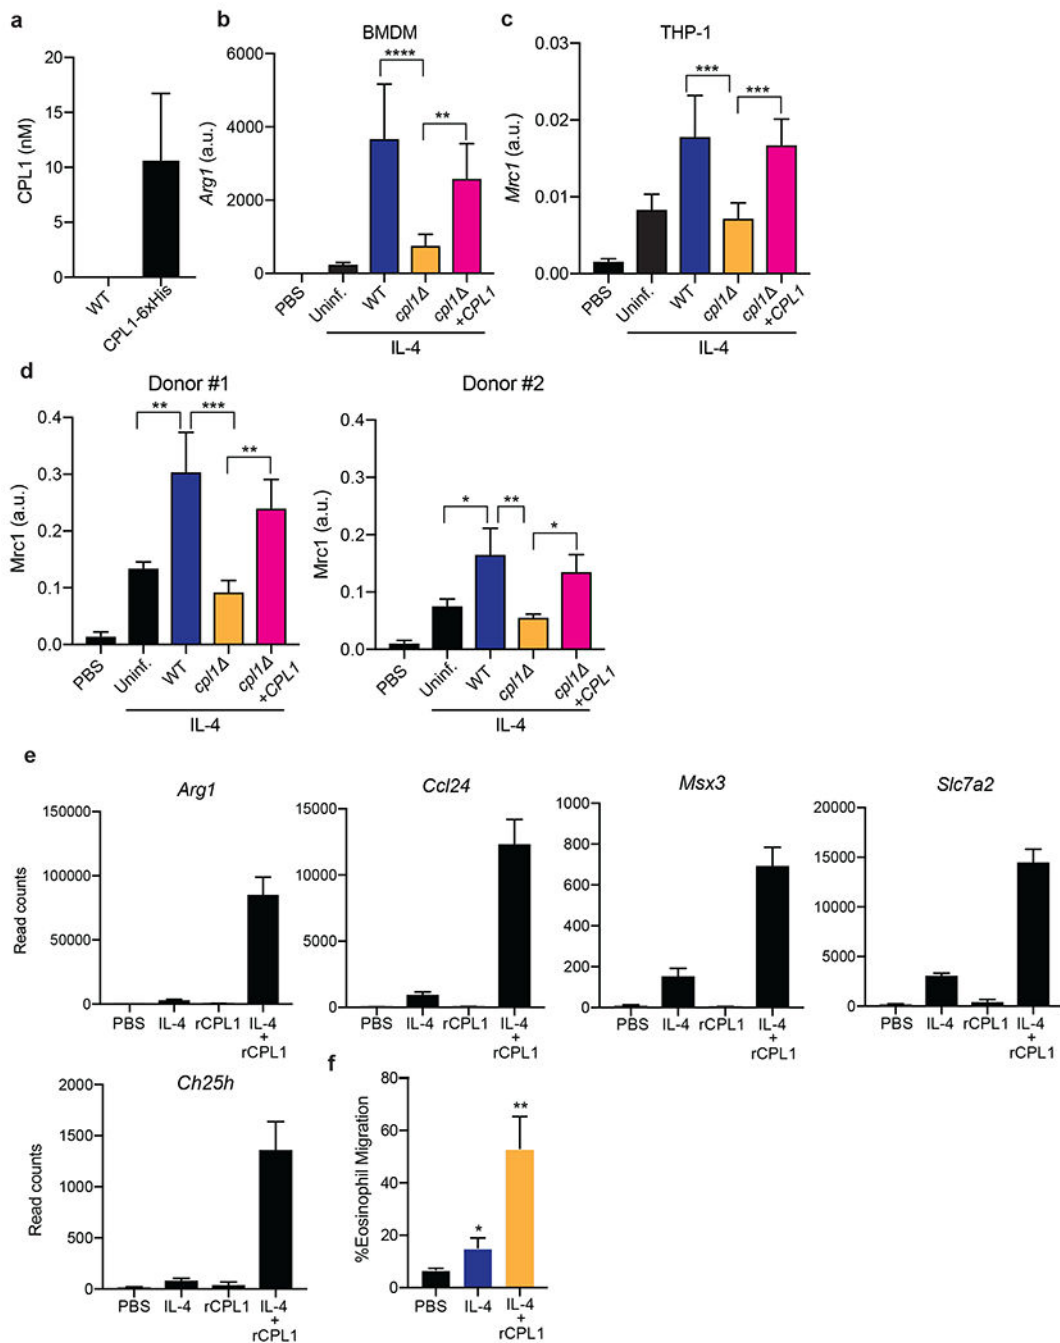 a
20
15
10
5
0
CPL1 (nM)
WT
CPL1-6xHis
b
BMDM
6000
4000
2000
0
Arg1 (a.u.)
****
**
PBS
Uninf.
WT
cpl1Δ
cpl1Δ
+CPL1
IL-4
c
THP-1
0.03
0.02
0.01
0.00
Mrc1 (a.u.)
***
***
PBS
Uninf.
WT
cpl1Δ
cpl1Δ
+CPL1
IL-4
d
Donor #1
0.4
0.3
0.2
0.1
0.0
Mrc1 (a.u.)
**
***
**
PBS
Uninf.
WT
cpl1Δ
cpl1Δ
+CPL1
IL-4
Donor #2
0.4
0.3
0.2
0.1
0.0
Mrc1 (a.u.)
*
**
*
PBS
Uninf.
WT
cpl1Δ
cpl1Δ
+CPL1
IL-4
e
Arg1
150000
100000
50000
0
Read counts
PBS
IL-4
rCPL1
IL-4
+
rCPL1
Ccl24
15000
10000
5000
0
PBS
IL-4
rCPL1
IL-4
+
rCPL1
Msx3
1000
800
600
400
200
0
PBS
IL-4
rCPL1
IL-4
+
rCPL1
Slc7a2
20000
15000
10000
5000
0
PBS
IL-4
rCPL1
IL-4
+
rCPL1
Ch25h
2000
1500
1000
500
0
Read counts
PBS
IL-4
rCPL1
IL-4
+
rCPL1
f
80
60
40
20
0
%Eosinophil Migration
*
**
PBS
IL-4
IL-4
+
rCPL1